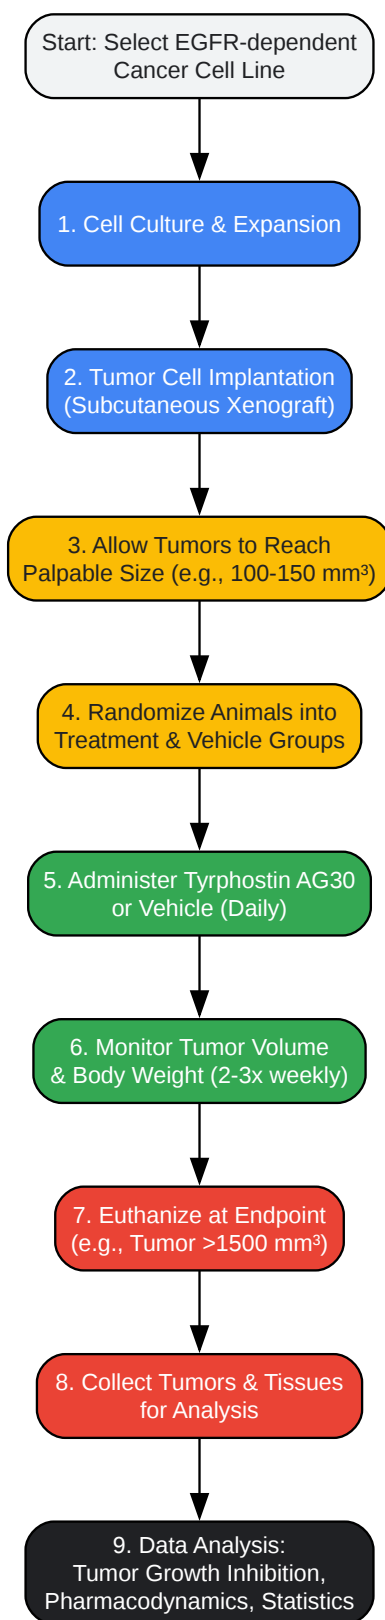 Start: Select EGFR-dependent
Cancer Cell Line
1. Cell Culture & Expansion
2. Tumor Cell Implantation
(Subcutaneous Xenograft)
3. Allow Tumors to Reach
Palpable Size (e.g., 100-150 mm³)
4. Randomize Animals into
Treatment & Vehicle Groups
5. Administer Tyrphostin AG30
or Vehicle (Daily)
6. Monitor Tumor Volume
& Body Weight (2-3x weekly)
7. Euthanize at Endpoint
(e.g., Tumor >1500 mm³)
8. Collect Tumors & Tissues
for Analysis
9. Data Analysis:
Tumor Growth Inhibition,
Pharmacodynamics, Statistics